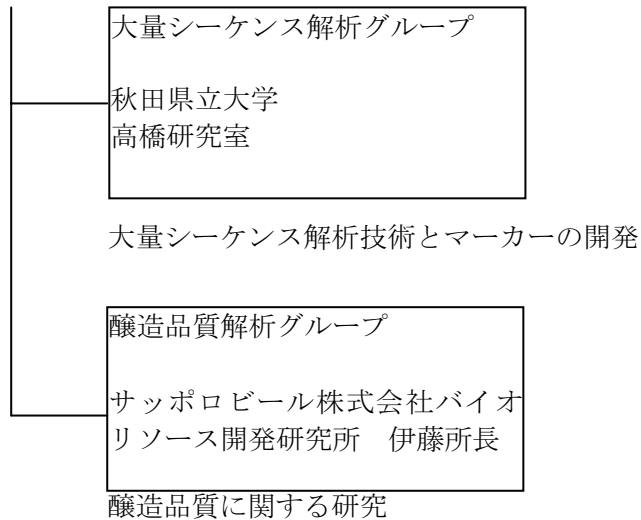 大量シーケンス解析グループ
秋田県立大学
高橋研究室
大量シーケンス解析技術とマーカーの開発
醸造品質解析グループ
サッポロビール株式会社バイオ
リソース開発研究所　伊藤所長
醸造品質に関する研究